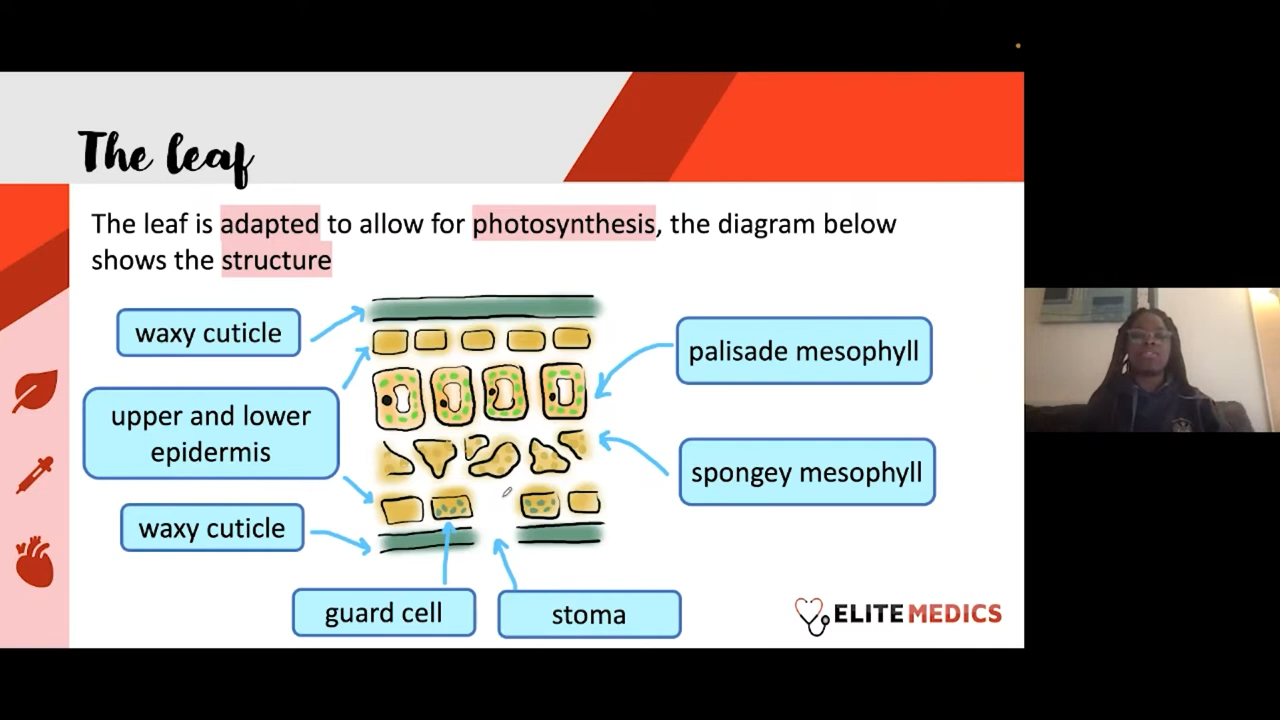 The leaf
The leaf is adapted to allow for photosynthesis, the diagram below
shows the structure
waxy cuticle
palisade mesophyll
upper and lower
epidermis
spongey mesophyll
waxy cuticle
guard cell
stoma
ELITE MEDICS